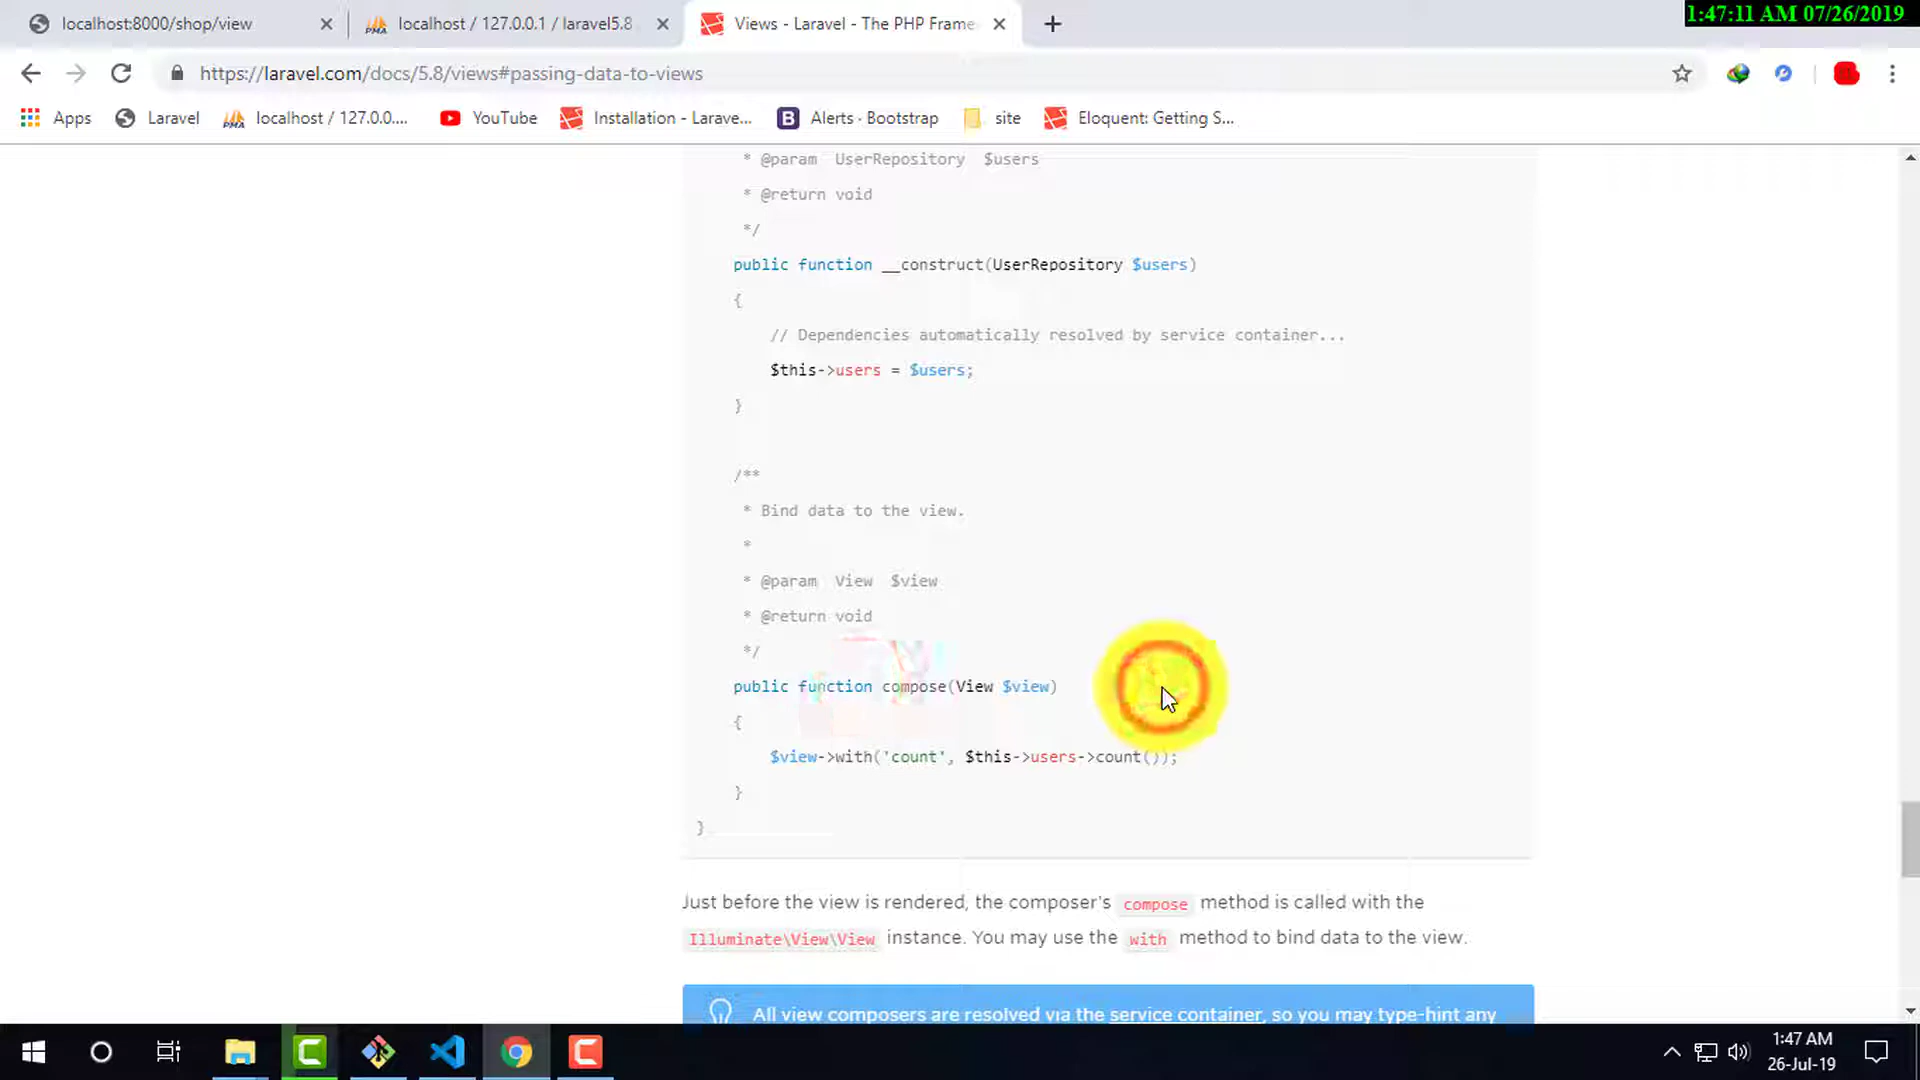 1:47:11 AM 07/26/2019
localhost:8000/shop/view
localhost / 127.0.0.1 / laravel5.8
Views - Laravel - The PHP Frame
https://laravel.com/docs/5.8/views#passing-data-to-views
Apps
Laravel
localhost / 127.0.0....
YouTube
Installation - Larave...
Alerts · Bootstrap
site
Eloquent: Getting S...
* @param UserRepository $users
* @return void
*/
public function __construct(UserRepository $users)
{
// Dependencies automatically resolved by service container...
$this->users = $users;
}
/**
* Bind data to the view.
*
* @param View $view
* @return void
*/
public function compose(View $view)
{
$view->with('count', $this->users->count());
}
}
Just before the view is rendered, the composer's compose method is called with the
Illuminate\View\View instance. You may use the with method to bind data to the view.
All view composers are resolved via the service container, so you may type-hint any
1:47 AM
26-Jul-19